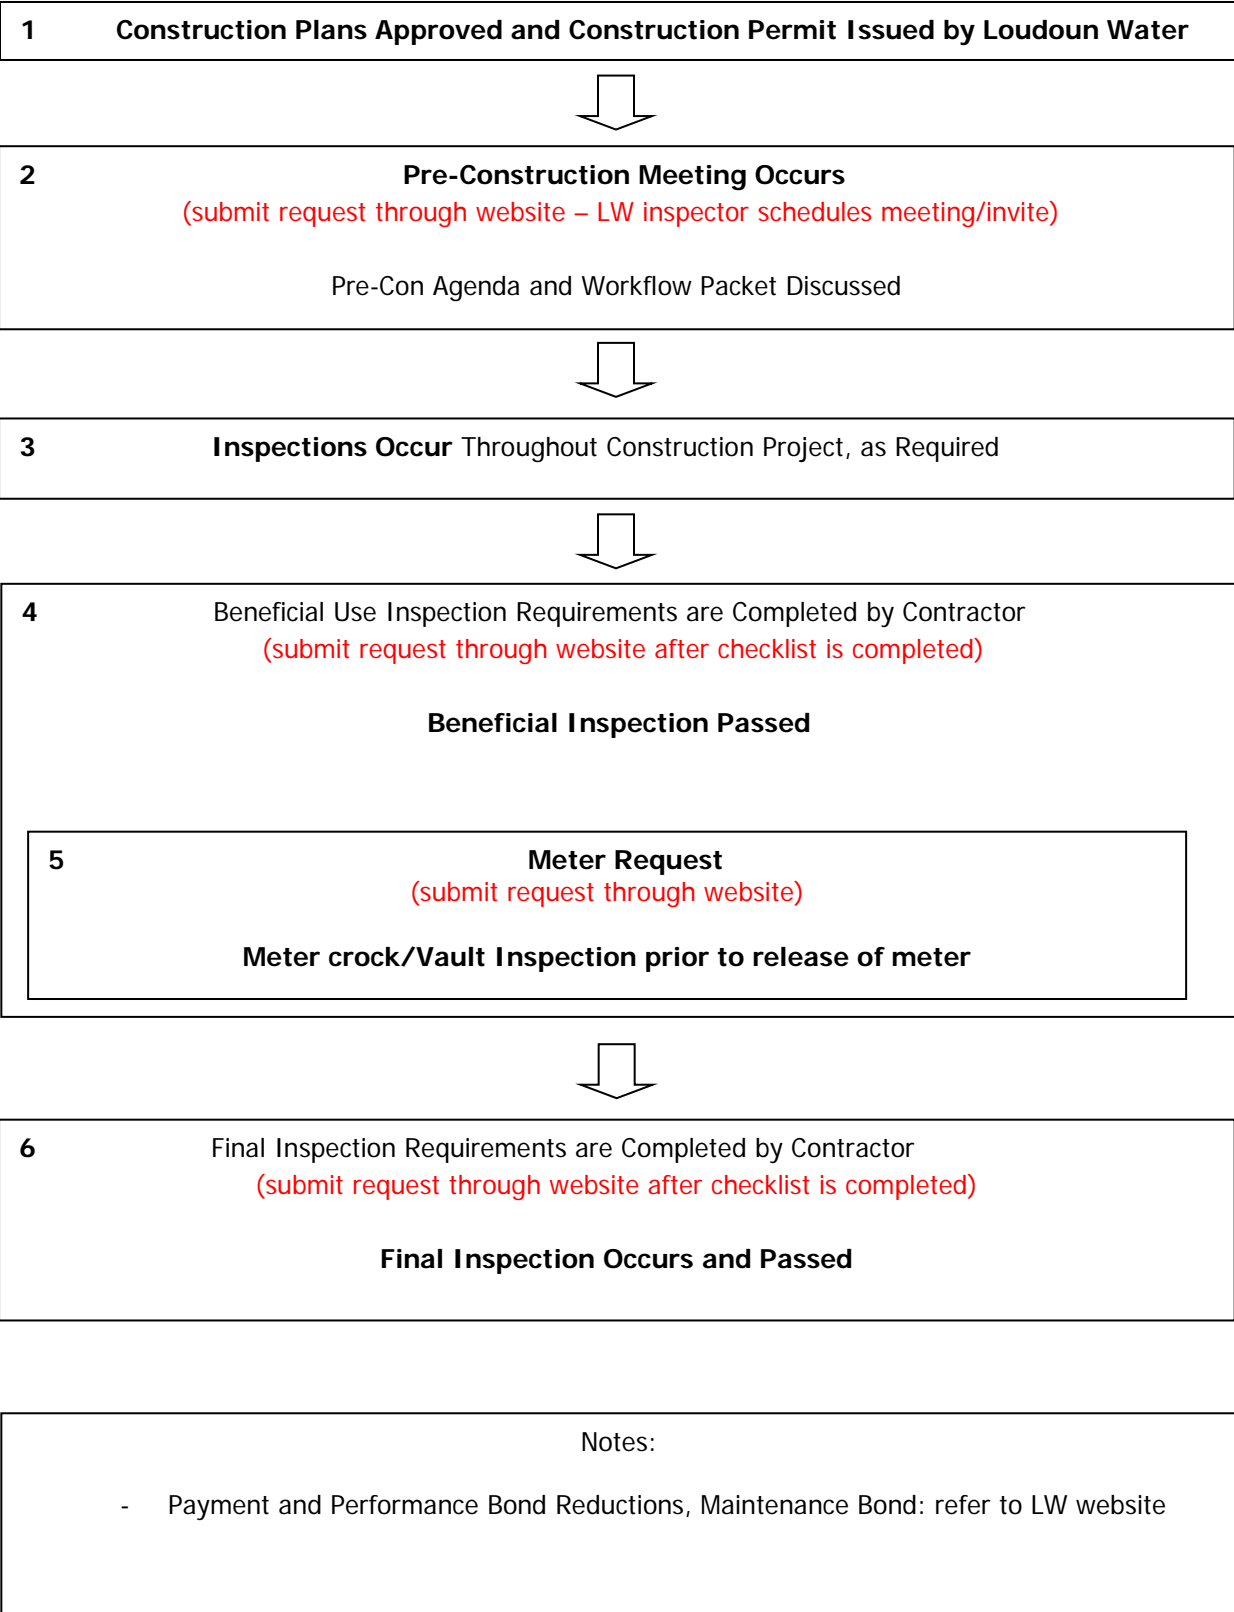 1 Construction Plans Approved and Construction Permit Issued by Loudoun Water
2 Pre-Construction Meeting Occurs
(submit request through website – LW inspector schedules meeting/invite)
Pre-Con Agenda and Workflow Packet Discussed
3 Inspections Occur Throughout Construction Project, as Required
4 Beneficial Use Inspection Requirements are Completed by Contractor
(submit request through website after checklist is completed)
Beneficial Inspection Passed
5 Meter Request
(submit request through website)
Meter crock/Vault Inspection prior to release of meter
6 Final Inspection Requirements are Completed by Contractor
(submit request through website after checklist is completed)
Final Inspection Occurs and Passed
Notes:
- Payment and Performance Bond Reductions, Maintenance Bond: refer to LW website